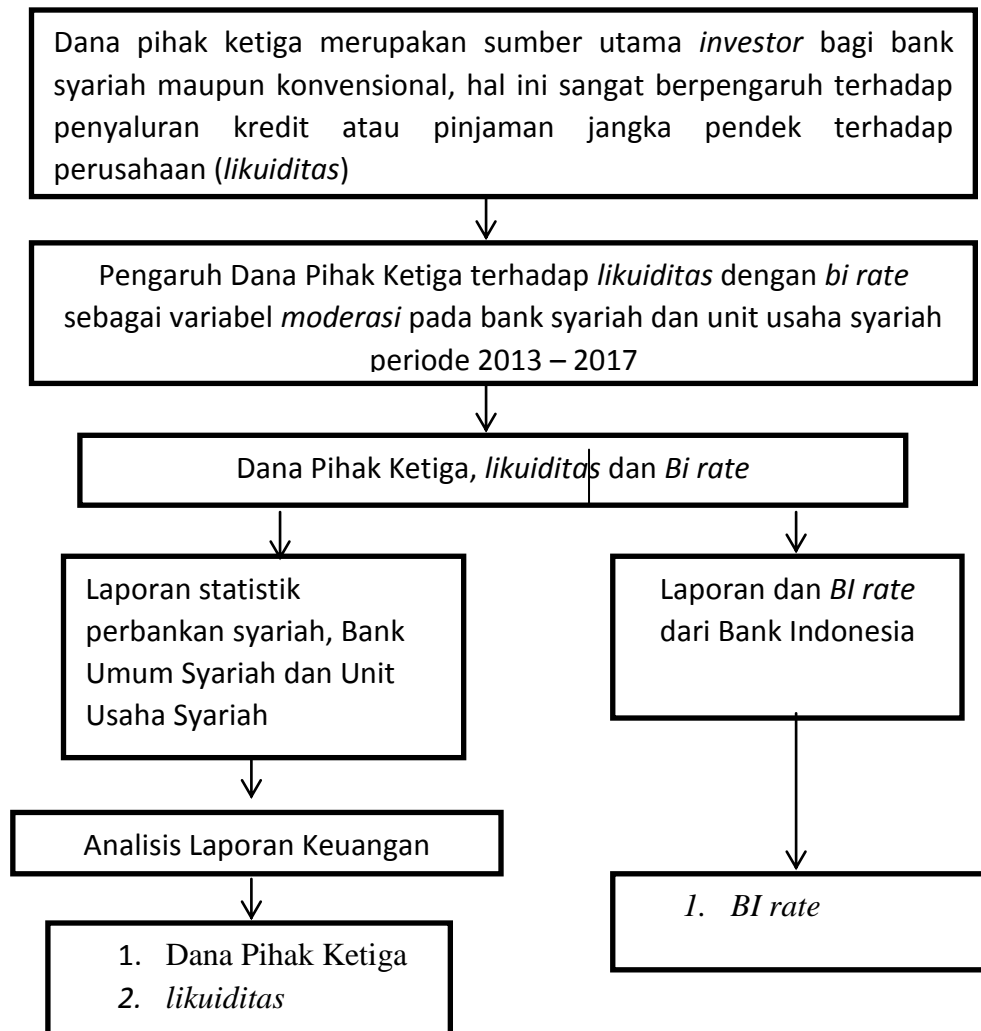 Dana pihak ketiga merupakan sumber utama investor bagi bank
syariah maupun konvensional, hal ini sangat berpengaruh terhadap
penyaluran kredit atau pinjaman jangka pendek terhadap
perusahaan (likuiditas)
Pengaruh Dana Pihak Ketiga terhadap likuiditas dengan bi rate
sebagai variabel moderasi pada bank syariah dan unit usaha syariah
periode 2013 – 2017
Dana Pihak Ketiga, likuiditas dan Bi rate
Laporan statistik
perbankan syariah, Bank
Umum Syariah dan Unit
Usaha Syariah
Laporan dan BI rate
dari Bank Indonesia
Analisis Laporan Keuangan
1. BI rate
1. Dana Pihak Ketiga
2. likuiditas